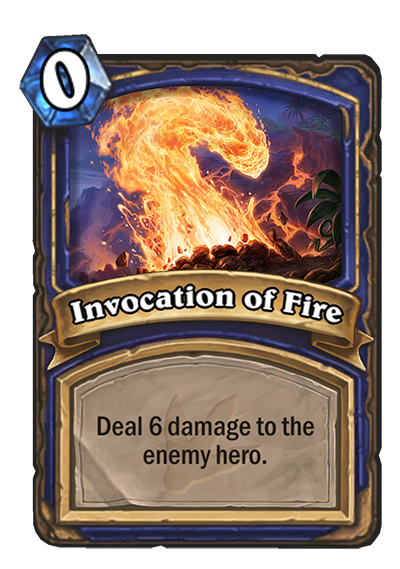 0
Invocation of Fire
Deal 6 damage to the
enemy hero.